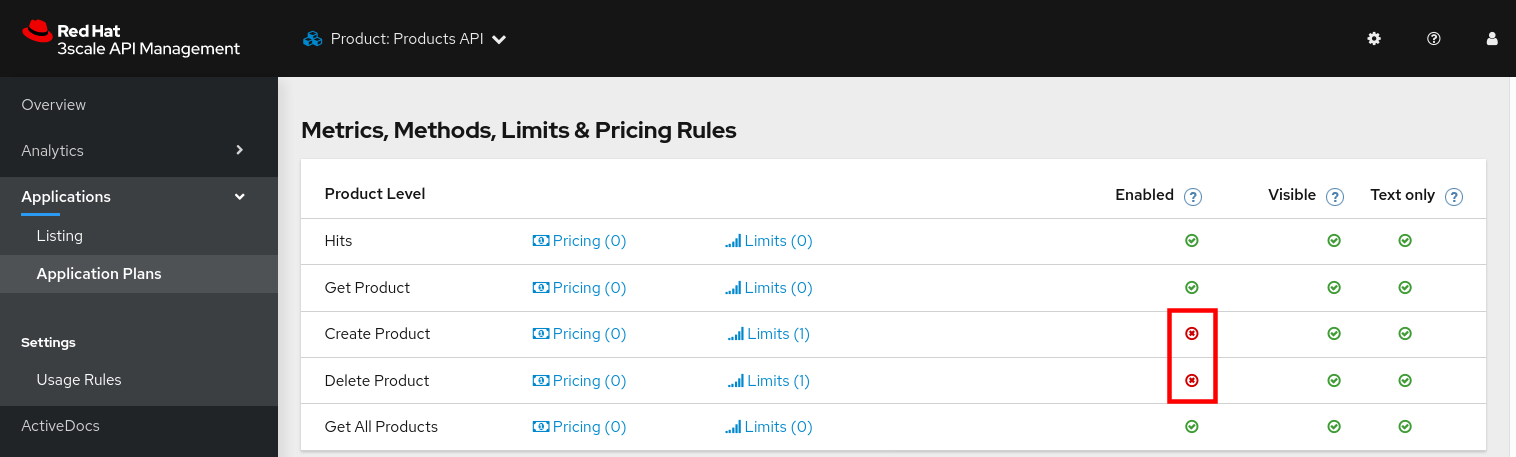 Red Hat
3scale API Management
Product: Products API
Overview
Analytics
Applications
Listing
Application Plans
Settings
Usage Rules
ActiveDocs
Metrics, Methods, Limits & Pricing Rules
Product Level Enabled ? Visible ? Text only ?
Hits Pricing (0) Limits (0)
Get Product Pricing (0) Limits (0)
Create Product Pricing (0) Limits (1)
Delete Product Pricing (0) Limits (1)
Get All Products Pricing (0) Limits (0)